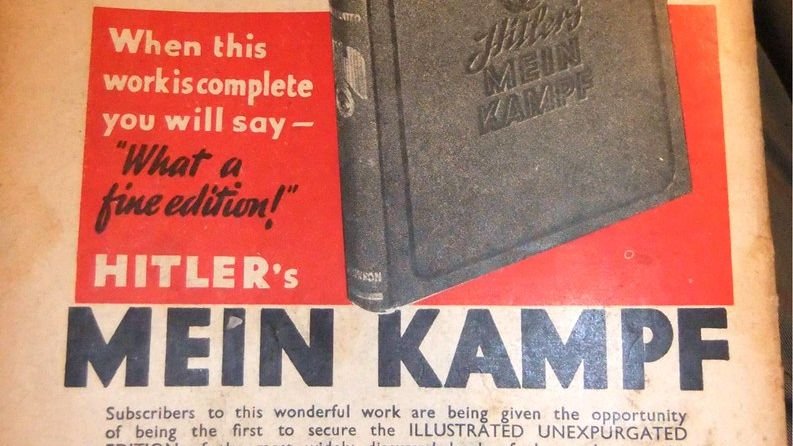 When this
work is complete
you will say —
"What a
fine edition!"
HITLER's
Hitler's
MEIN
KAMPF
MEIN KAMPF
Subscribers to this wonderful work are being given the opportunity
of being the first to secure the ILLUSTRATED UNEXPURGATED
EDITION